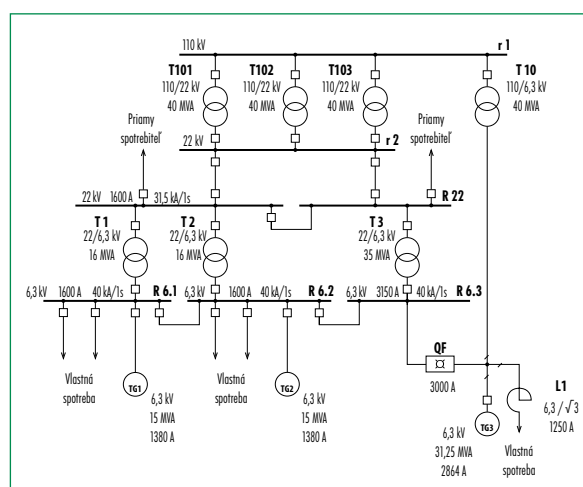 110 kV r 1
T101 T102 T103 T 10
110/22 kV 110/22 kV 110/22 kV 110/6,3 kV
40 MVA 40 MVA 40 MVA 40 MVA
Priamy spotrebiteľ
Priamy spotrebiteľ
22 kV r 2
22 kV 1600 A 31,5 kA/1s R 22
T 1 T 2 T 3
22/6,3 kV 22/6,3 kV 22/6,3 kV
16 MVA 16 MVA 35 MVA
6,3 kV 1600 A 40 kA/1s R 6.1 6,3 kV 1600 A 40 kA/1s R 6.2 6,3 kV 3150 A 40 kA/1s R 6.3
QF
3000 A
L1
6,3 / √3
1250 A
Vlastná
spotreba
TG1
6,3 kV
15 MVA
1380 A
Vlastná
spotreba
TG2
6,3 kV
15 MVA
1380 A
TG3
6,3 kV
31,25 MVA
2864 A
Vlastná
spotreba